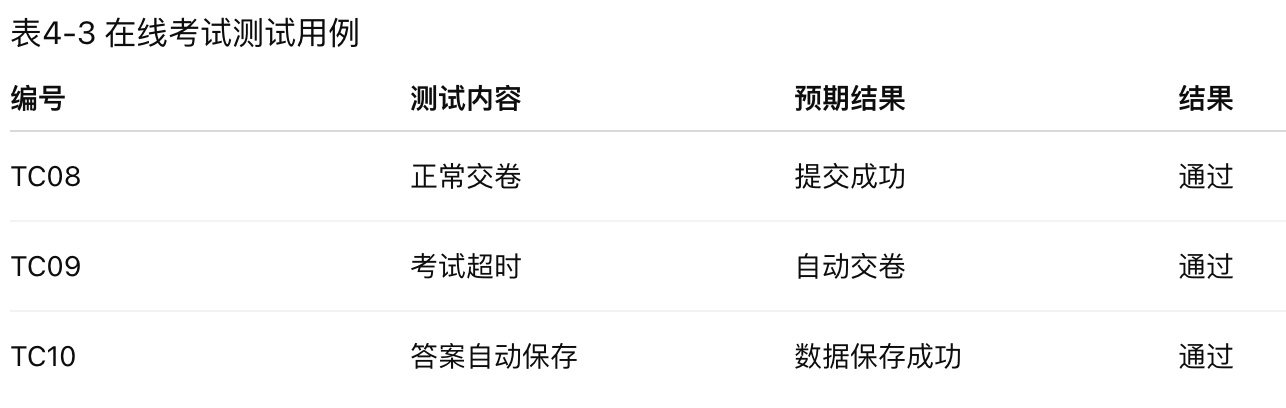 表4-3 在线考试测试用例
编号 测试内容 预期结果 结果
TC08 正常交卷 提交成功 通过
TC09 考试超时 自动交卷 通过
TC10 答案自动保存 数据保存成功 通过